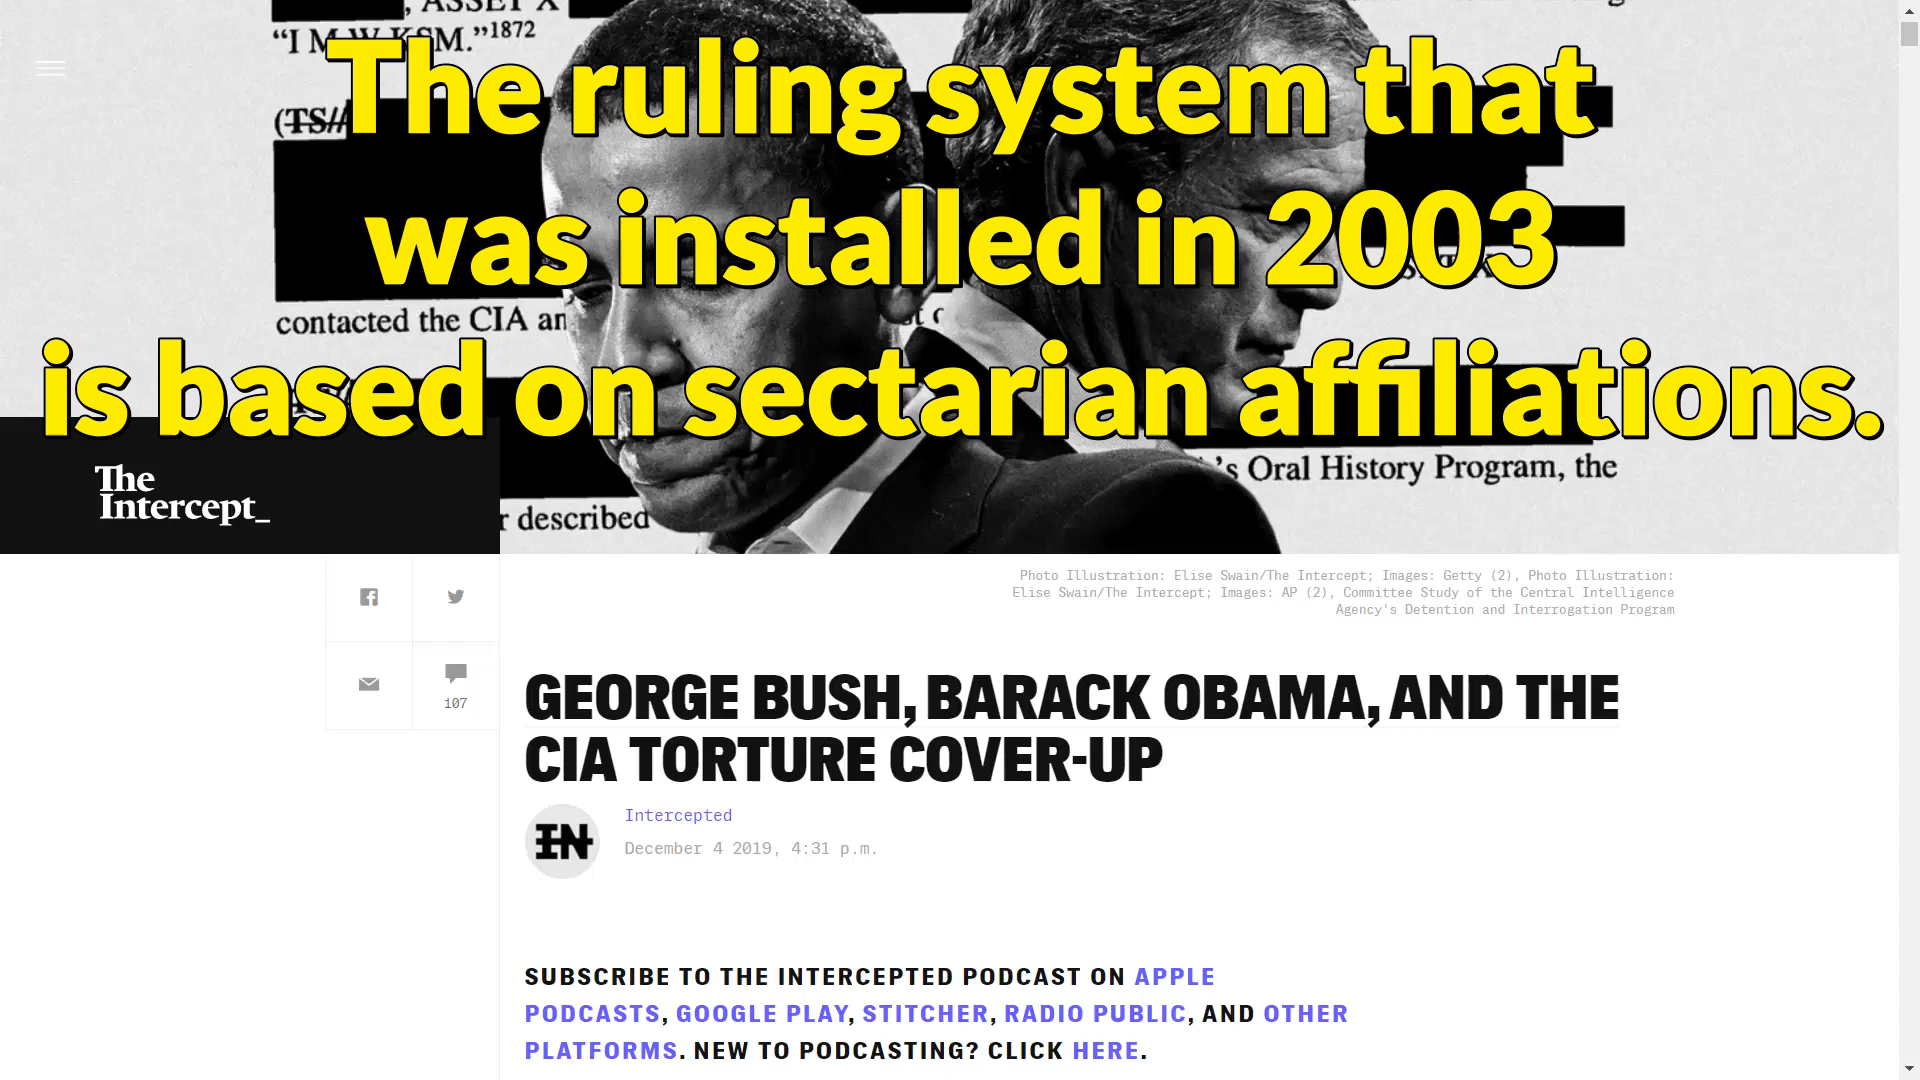 , ASSET X
“I M W KSM.”1872
The ruling system that
(TS//
was installed in 2003
contacted the CIA an
is based on sectarian affiliations.
's Oral History Program, the
The
Intercept_
r described
Photo Illustration: Elise Swain/The Intercept; Images: Getty (2), Photo Illustration:
Elise Swain/The Intercept; Images: AP (2), Committee Study of the Central Intelligence
Agency's Detention and Interrogation Program
107
GEORGE BUSH, BARACK OBAMA, AND THE
CIA TORTURE COVER-UP
IN
Intercepted
December 4 2019, 4:31 p.m.
SUBSCRIBE TO THE INTERCEPTED PODCAST ON APPLE
PODCASTS, GOOGLE PLAY, STITCHER, RADIO PUBLIC, AND OTHER
PLATFORMS. NEW TO PODCASTING? CLICK HERE.